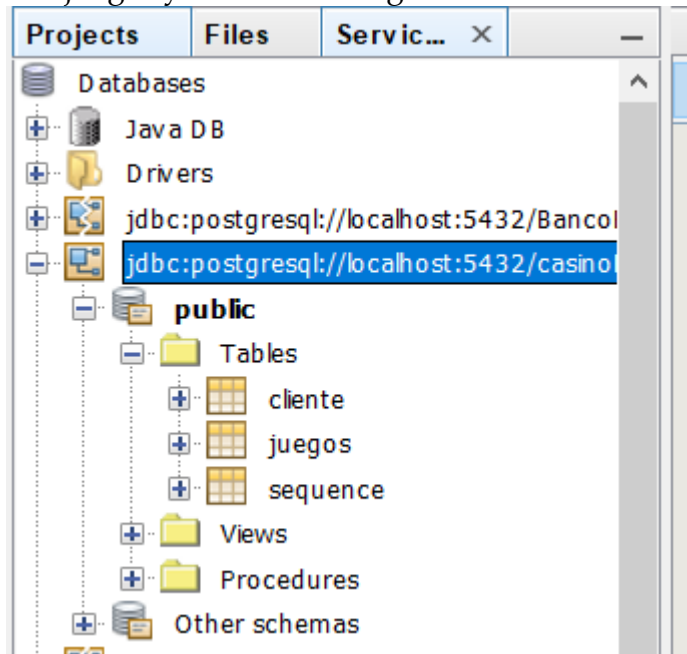 Projects Files Servic... ×
Databases
Java DB
Drivers
jdbc:postgresql://localhost:5432/Banco
jdbc:postgresql://localhost:5432/casino
public
Tables
cliente
juegos
sequence
Views
Procedures
Other schemas